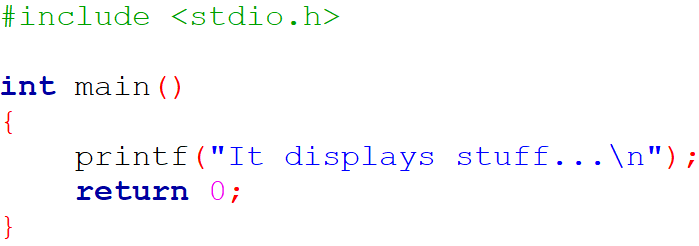 #include <stdio.h>

int main()
{
    printf("It displays stuff...\n");
    return 0;
}